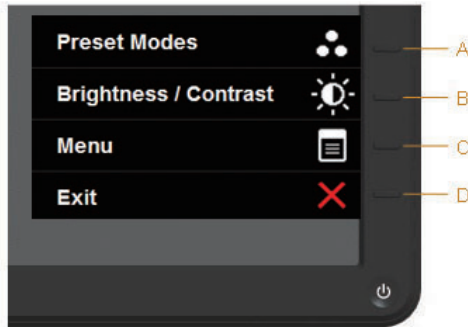 Preset Modes
A
Brightness / Contrast
B
Menu
C
Exit
D